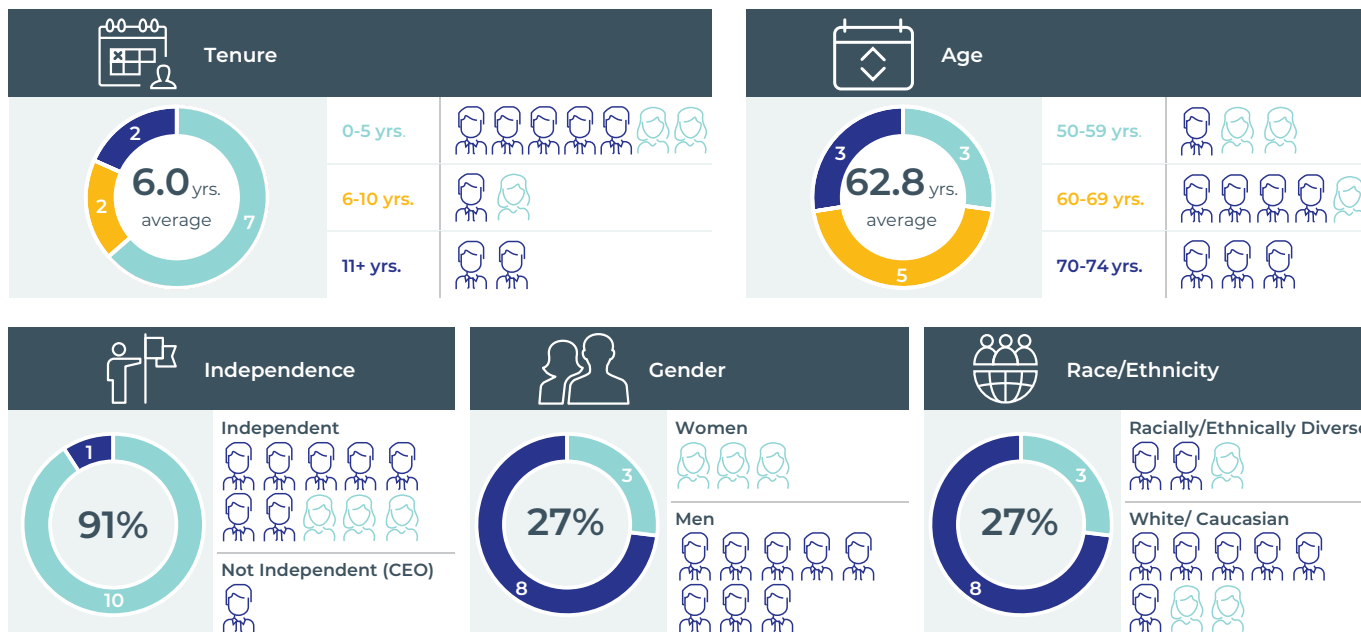 Tenure
2
2
7
6.0 yrs.
average
0-5 yrs.
6-10 yrs.
11+ yrs.
Age
3
3
5
62.8 yrs.
average
50-59 yrs.
60-69 yrs.
70-74 yrs.
Independence
1
91%
10
Independent
Not Independent (CEO)
Gender
3
27%
8
Women
Men
Race/Ethnicity
3
27%
8
Racially/Ethnically Diverse
White/ Caucasian